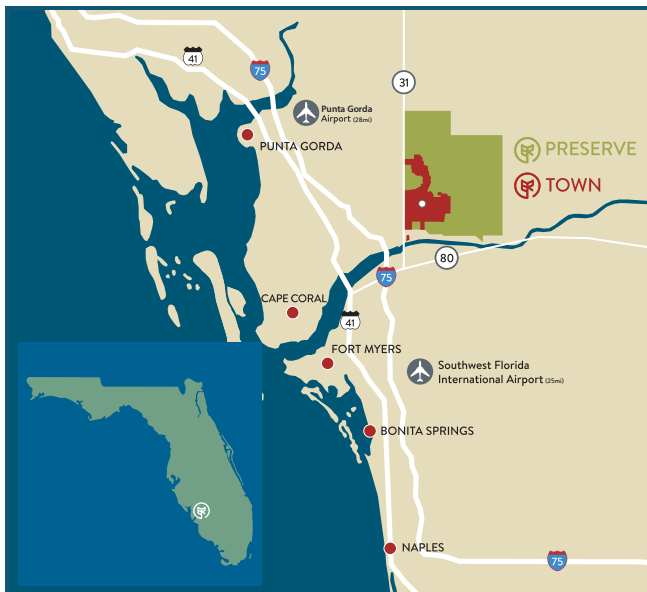 41
75
31
Punta Gorda
Airport (28mi)
PUNTA GORDA
PRESERVE
TOWN
80
75
CAPE CORAL
41
FORT MYERS
Southwest Florida
International Airport (25mi)
BONITA SPRINGS
NAPLES
75